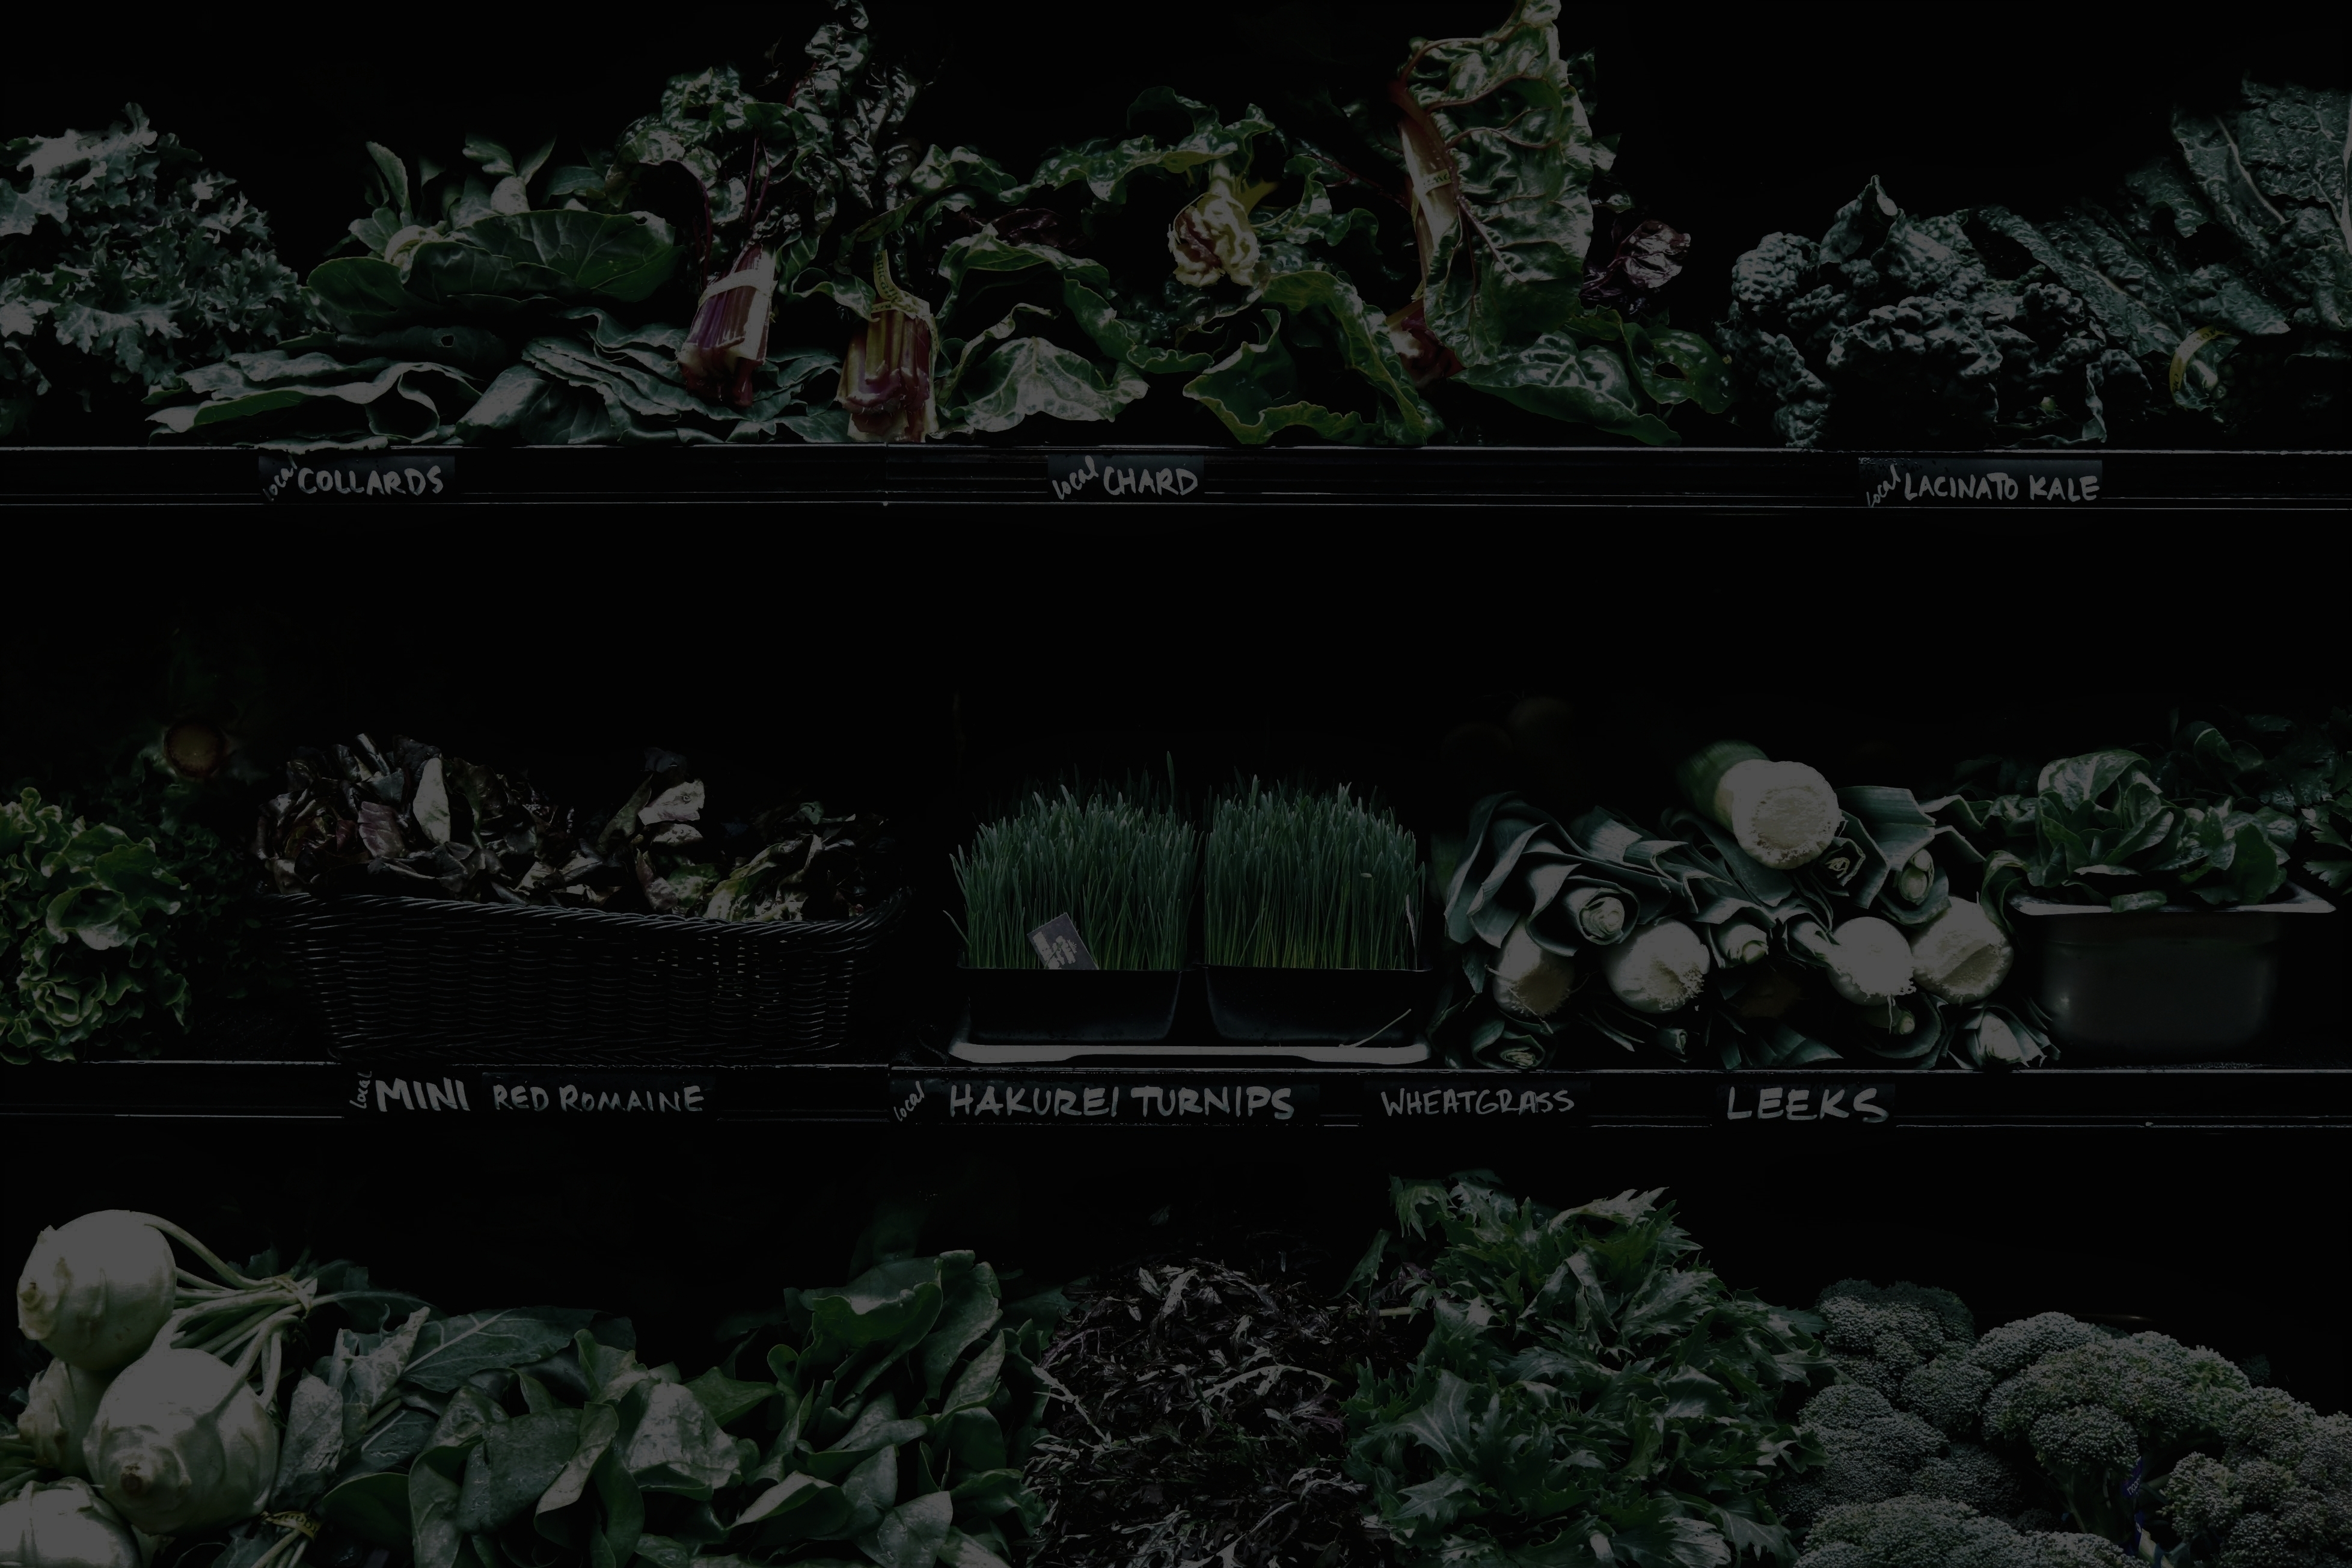 local COLLARDS
local CHARD
local LACINATO KALE
local MINI RED ROMAINE
local HAKUREI TURNIPS
WHEATGRASS
LEEKS